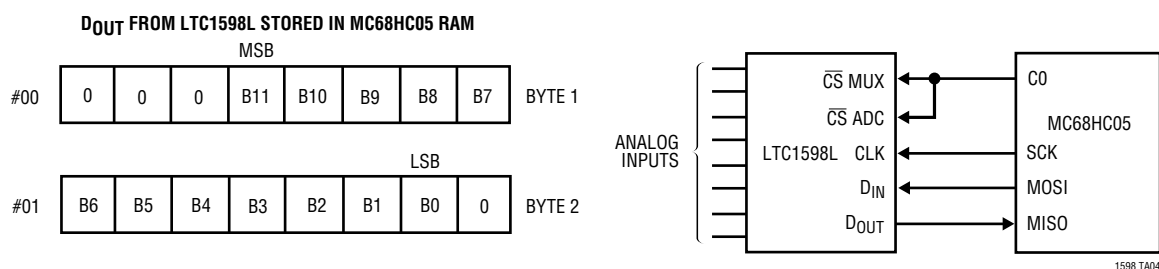 DOUT FROM LTC1598L STORED IN MC68HC05 RAM
MSB
#00 0 0 0 B11 B10 B9 B8 B7 BYTE 1
LSB
#01 B6 B5 B4 B3 B2 B1 B0 0 BYTE 2
ANALOG
INPUTS
CS MUX
CS ADC
LTC1598L CLK
DIN
DOUT
C0
MC68HC05
SCK
MOSI
MISO
1598 TA04